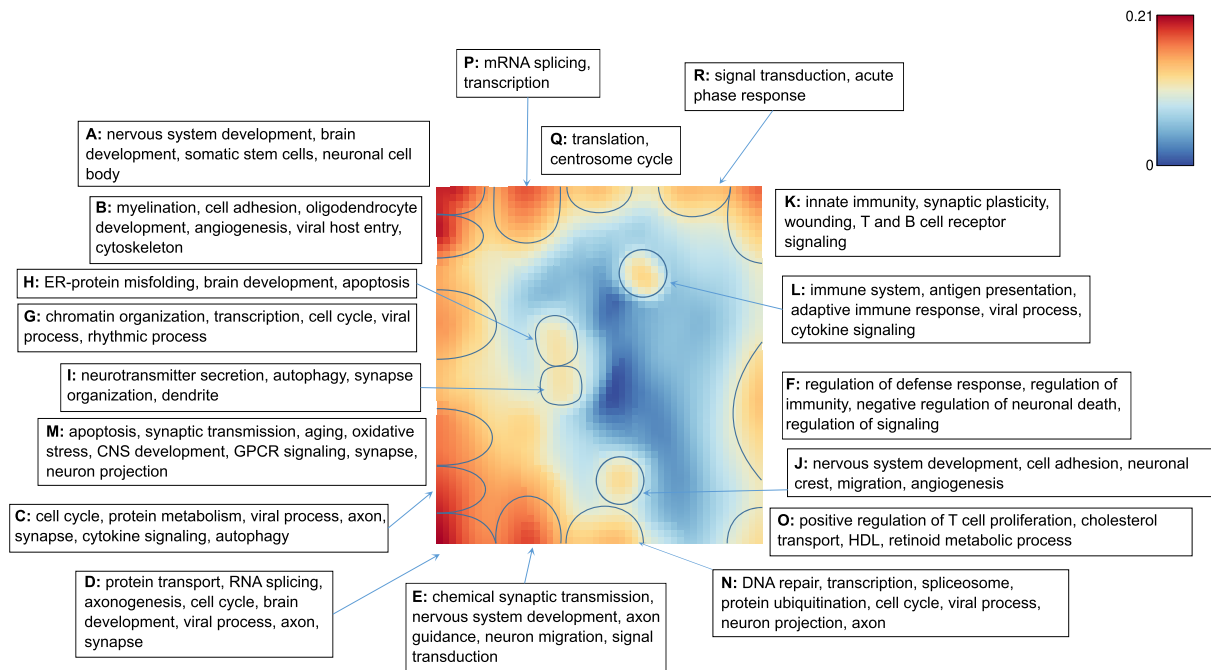 0.21
0
P: mRNA splicing,
transcription
R: signal transduction, acute
phase response
A: nervous system development, brain
development, somatic stem cells, neuronal cell
body
Q: translation,
centrosome cycle
B: myelination, cell adhesion, oligodendrocyte
development, angiogenesis, viral host entry,
cytoskeleton
K: innate immunity, synaptic plasticity,
wounding, T and B cell receptor
signaling
H: ER-protein misfolding, brain development, apoptosis
L: immune system, antigen presentation,
adaptive immune response, viral process,
cytokine signaling
G: chromatin organization, transcription, cell cycle, viral
process, rhythmic process
I: neurotransmitter secretion, autophagy, synapse
organization, dendrite
F: regulation of defense response, regulation of
immunity, negative regulation of neuronal death,
regulation of signaling
M: apoptosis, synaptic transmission, aging, oxidative
stress, CNS development, GPCR signaling, synapse,
neuron projection
J: nervous system development, cell adhesion, neuronal
crest, migration, angiogenesis
C: cell cycle, protein metabolism, viral process, axon,
synapse, cytokine signaling, autophagy
O: positive regulation of T cell proliferation, cholesterol
transport, HDL, retinoid metabolic process
D: protein transport, RNA splicing,
axonogenesis, cell cycle, brain
development, viral process, axon,
synapse
E: chemical synaptic transmission,
nervous system development, axon
guidance, neuron migration, signal
transduction
N: DNA repair, transcription, spliceosome,
protein ubiquitination, cell cycle, viral process,
neuron projection, axon